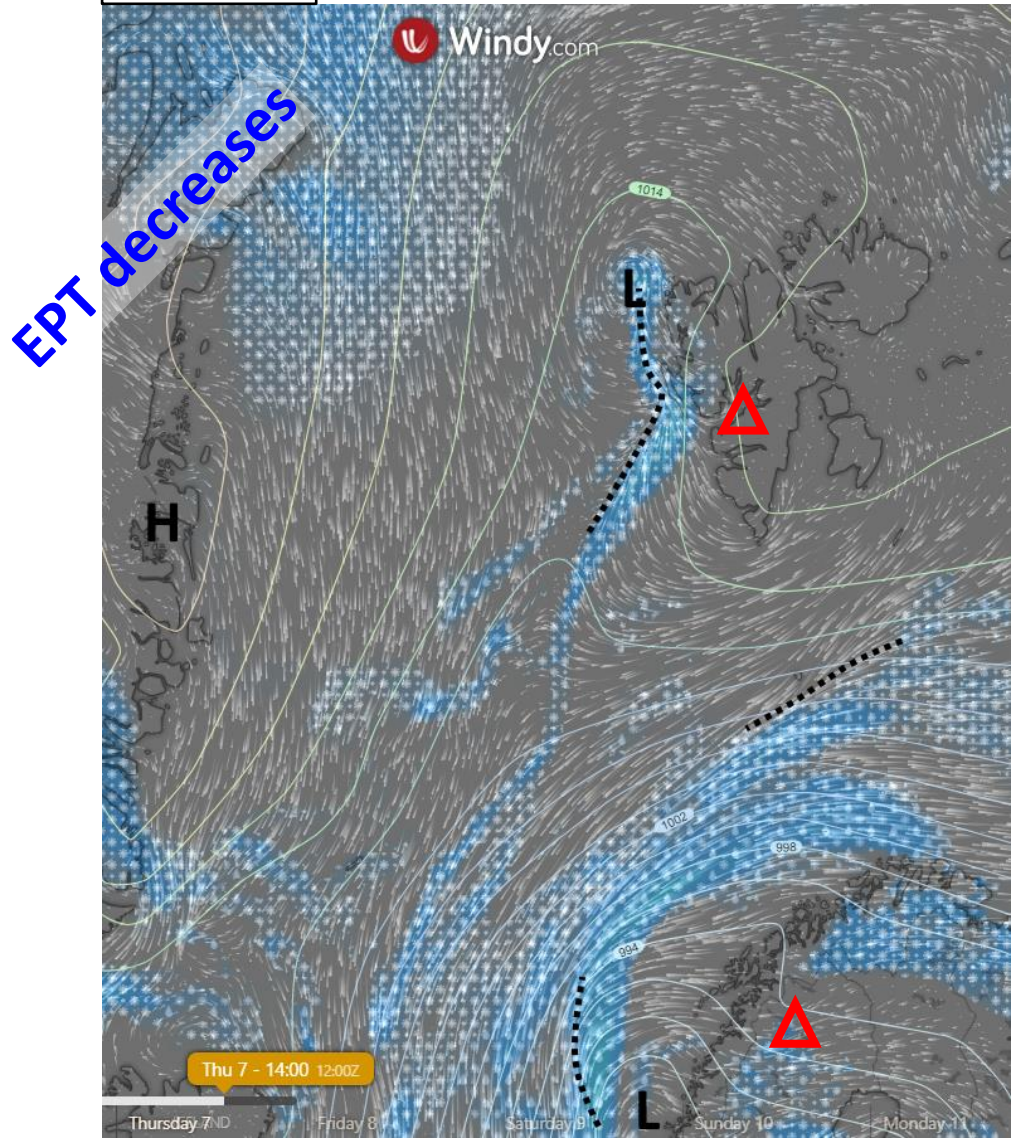 Windy.com
EPT decreases
1014
L
H
1002
998
994
L
Thu 7 - 14:00 12:00Z
Thursday 7
Friday 8
Saturday 9
Sunday 10
Monday 11